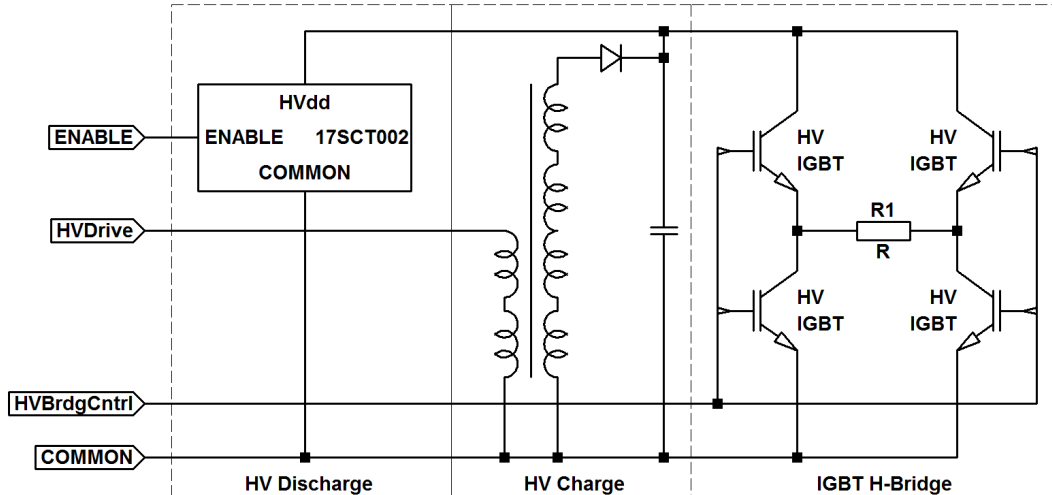 HVdd
ENABLE
ENABLE 17SCT002
COMMON
HVDrive
HVBrdgCntrl
COMMON
HV
IGBT
HV
IGBT
R1
R
HV
IGBT
HV
IGBT
HV Discharge
HV Charge
IGBT H-Bridge